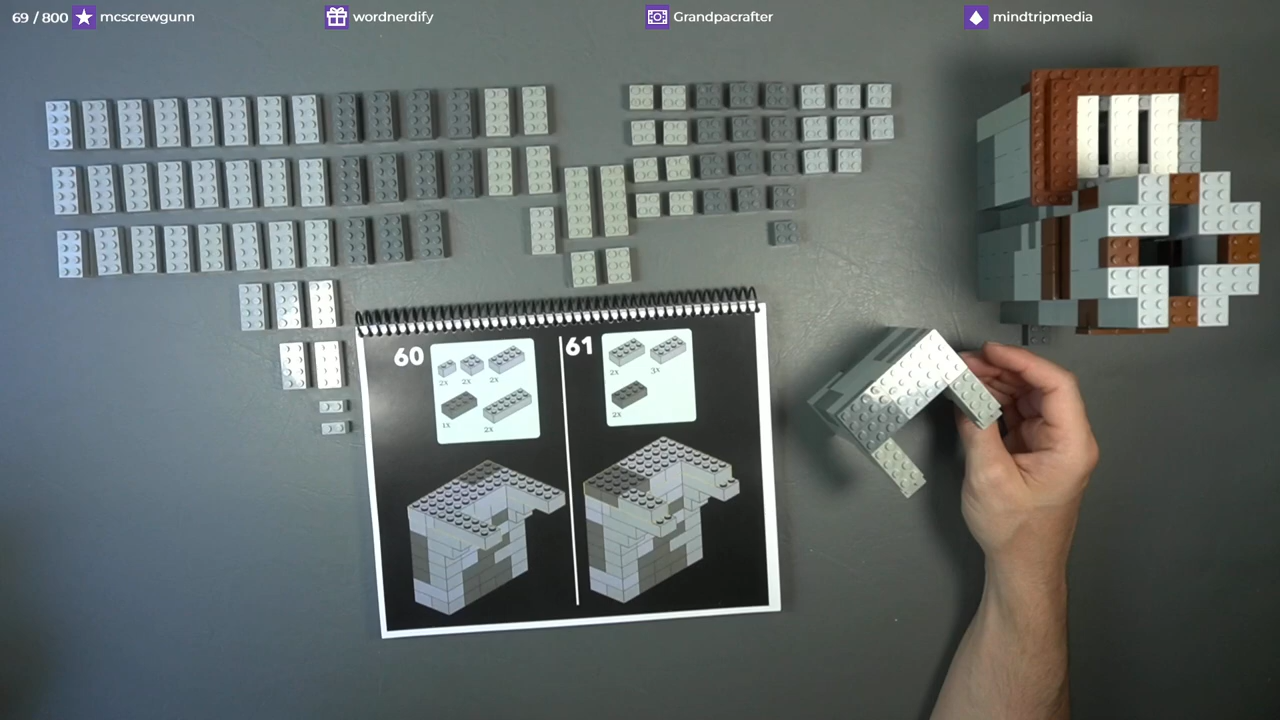 69 / 800 mcscrewgunn wordnerdify Grandpacrafter mindtripmedia
60
2X 2X 2X
1X 2X
61
2X 3X
2X